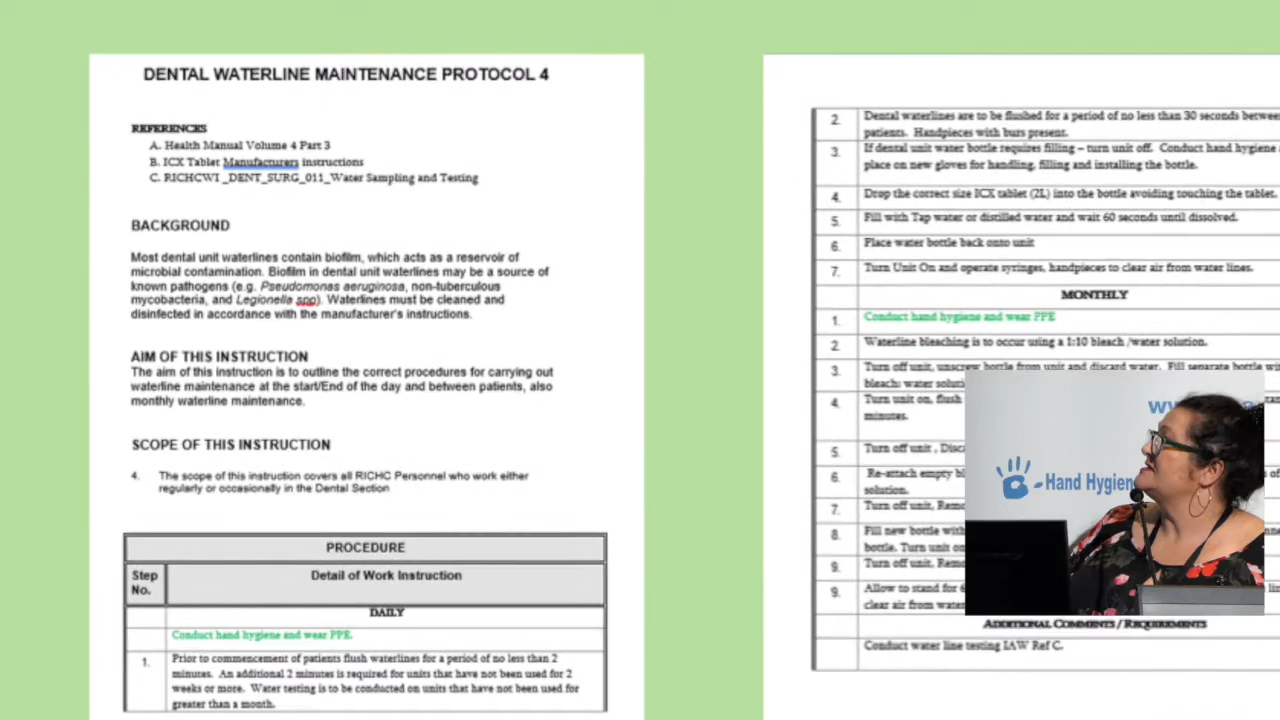 DENTAL WATERLINE MAINTENANCE PROTOCOL 4
REFERENCES
A. Health Manual Volume 4 Part 3
B. ICX Tablet Manufacturers instructions
C. RICHCWI_DENT_SURG_011_Water Sampling and Testing
BACKGROUND
Most dental unit waterlines contain biofilm, which acts as a reservoir of
microbial contamination. Biofilm in dental unit waterlines may be a source of
known pathogens (e.g. Pseudomonas aeruginosa, non-tuberculous
mycobacteria, and Legionella spp). Waterlines must be cleaned and
disinfected in accordance with the manufacturer's instructions.
AIM OF THIS INSTRUCTION
The aim of this instruction is to outline the correct procedures for carrying out
waterline maintenance at the start/End of the day and between patients, also
monthly waterline maintenance.
SCOPE OF THIS INSTRUCTION
4. The scope of this instruction covers all RICHC Personnel who work either
regularly or occasionally in the Dental Section
PROCEDURE
Step No. Detail of Work Instruction
DAILY
Conduct hand hygiene and wear PPE.
1. Prior to commencement of patients flush waterlines for a period of no less than 2
minutes. An additional 2 minutes is required for units that have not been used for 2
weeks or more. Water testing is to be conducted on units that have not been used for
greater than a month.
2. Dental waterlines are to be flushed for a period of no less than 30 seconds between
patients. Handpieces with burs present.
3. If dental unit water bottle requires filling – turn unit off. Conduct hand hygiene
place on new gloves for handling, filling and installing the bottle.
4. Drop the correct size ICX tablet (2L) into the bottle avoiding touching the tablet.
5. Fill with Tap water or distilled water and wait 60 seconds until dissolved.
6. Place water bottle back onto unit
7. Turn Unit On and operate syringes, handpieces to clear air from water lines.
MONTHLY
1. Conduct hand hygiene and wear PPE
2. Waterline bleaching is to occur using a 1:10 bleach /water solution.
3. Turn off unit, unscrew bottle from unit and discard water. Fill separate bottle
bleach: water
4. Turn unit on, flush
minutes.
5. Turn off unit ,
6. Re-attach empty
solution.
7. Turn off unit,
8. Fill new bottle with
bottle. Turn unit
9. Turn off unit,
9. Allow to stand for
clear air from
ADDITIONAL COMMENTS / REQUIREMENTS
Conduct water line testing IAW Ref C.
- Hand